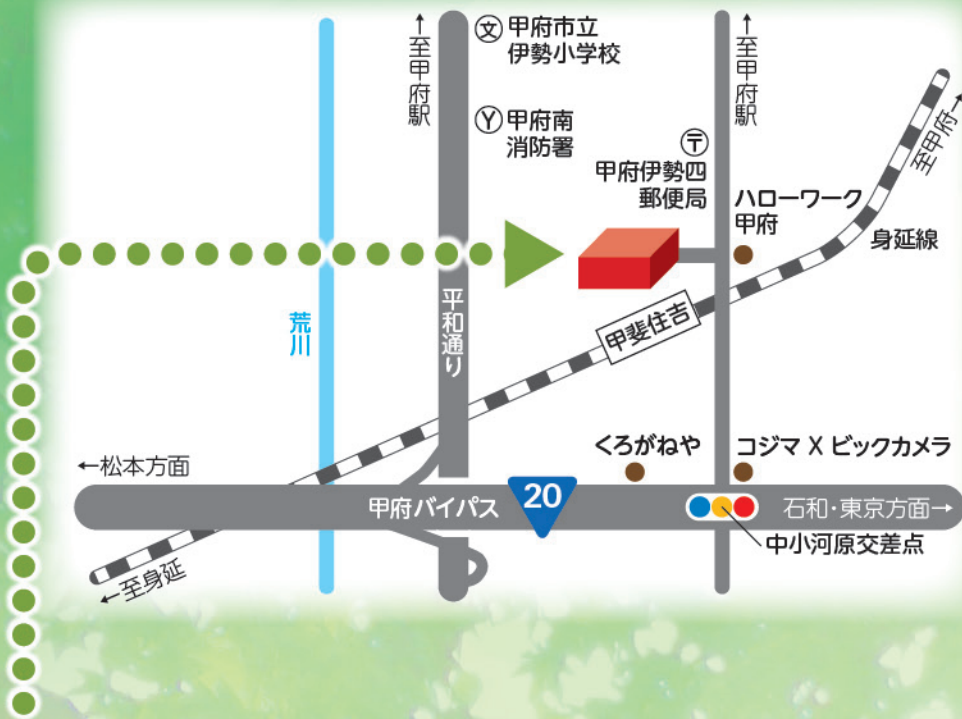 ↑至甲府駅
㊫甲府市立
伊勢小学校
Y 甲府南
消防署
↑至甲府駅
〒
甲府伊勢四
郵便局
ハローワーク
甲府
至甲府→
身延線
荒川
平和通り
甲斐住吉
←松本方面
くろがねや
コジマ X ビックカメラ
甲府バイパス
20
石和・東京方面→
中小河原交差点
←至身延